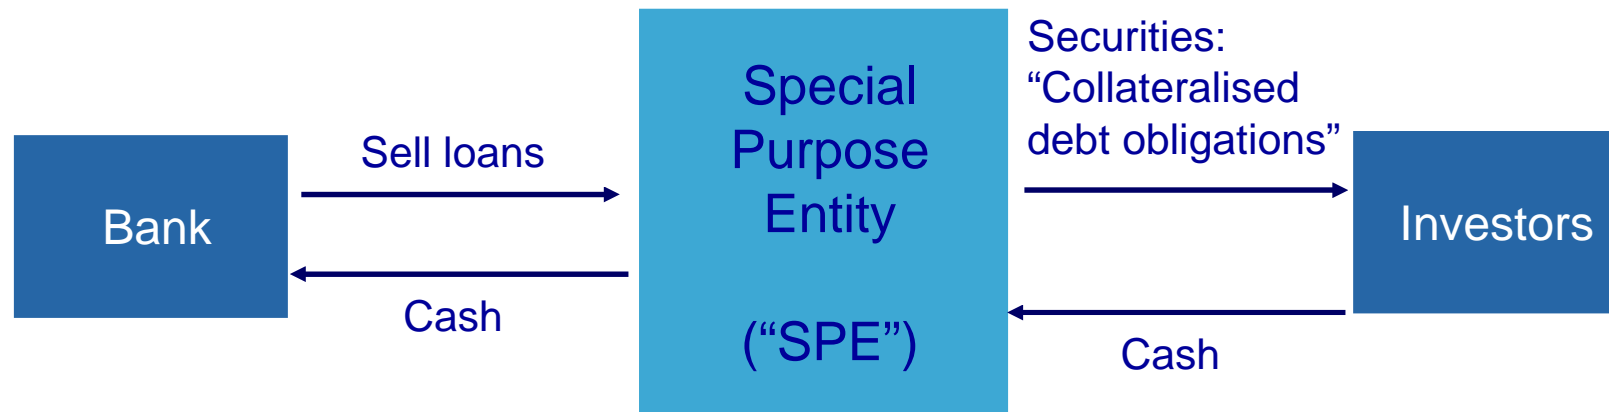 Bank
Sell loans
Cash
Special
Purpose
Entity
(“SPE”)
Securities:
“Collateralised
debt obligations”
Cash
Investors